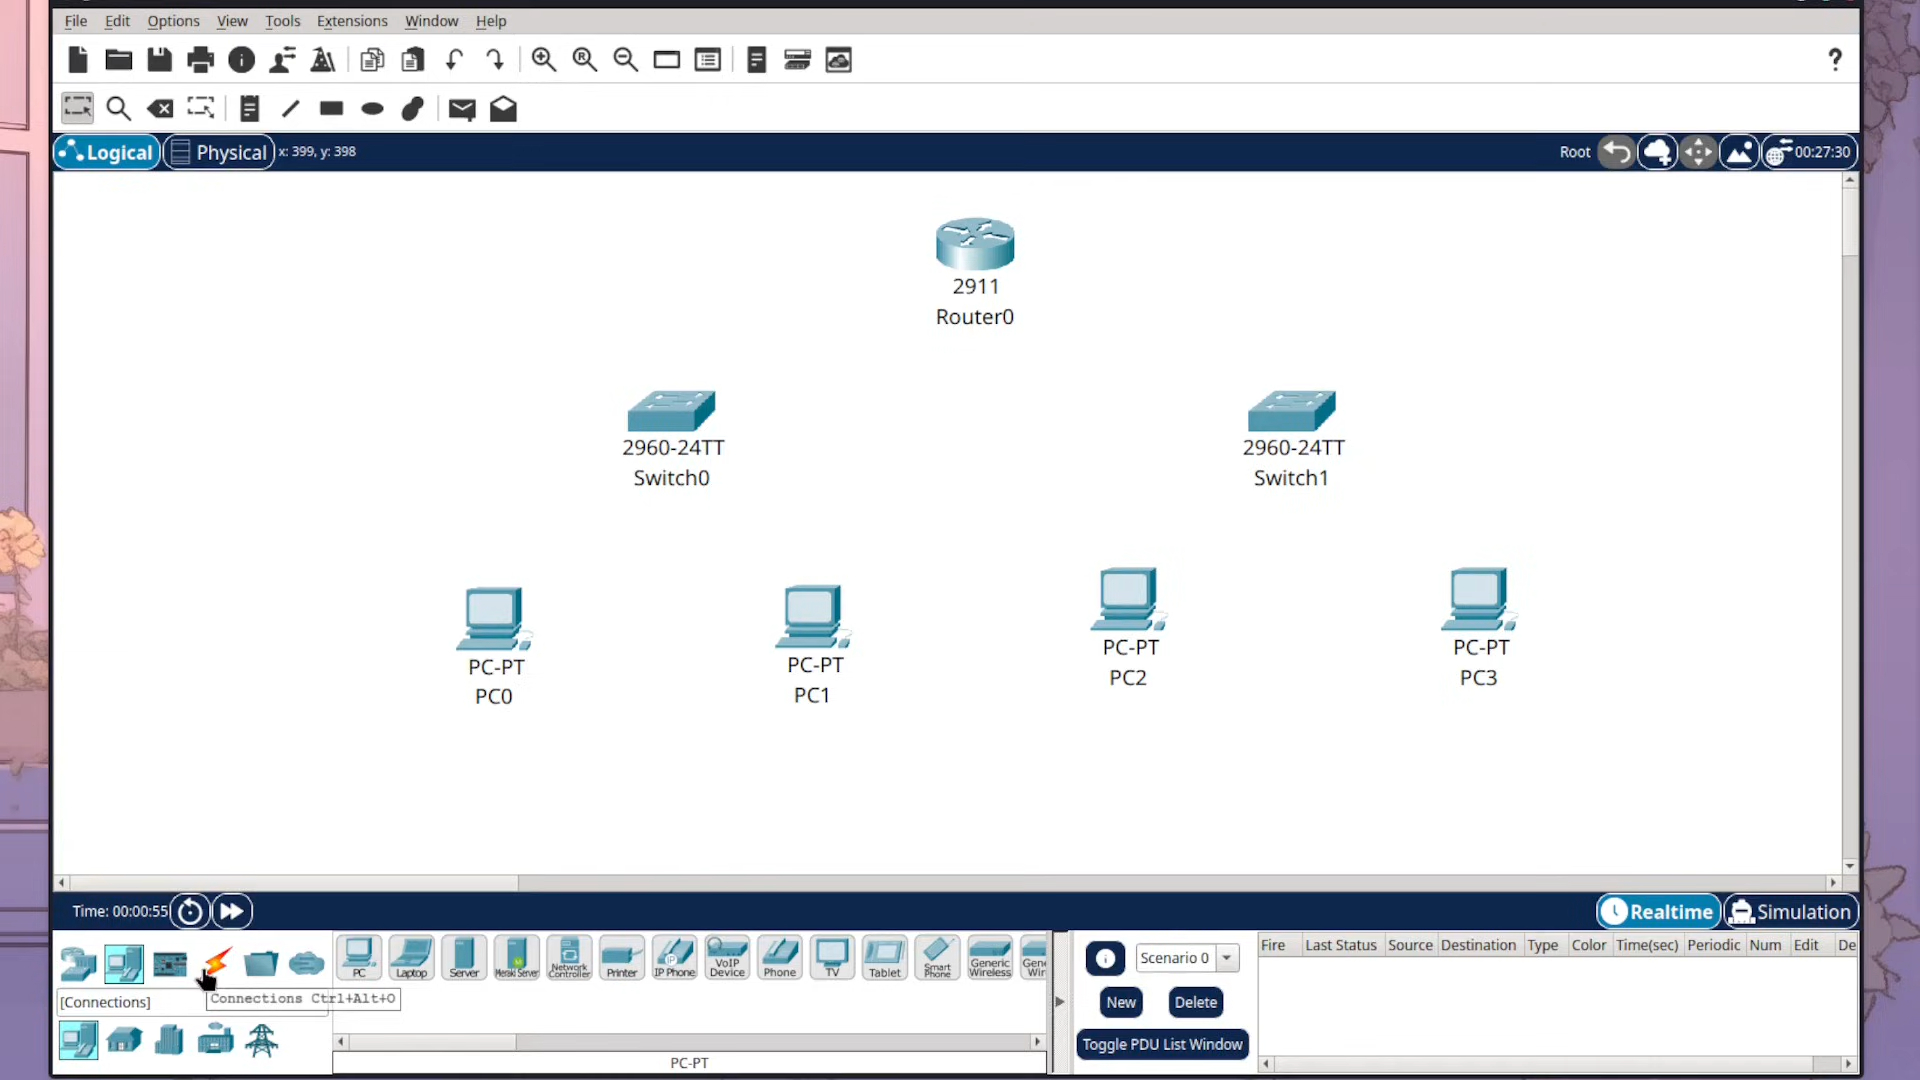 File Edit Options View Tools Extensions Window Help
?
Logical Physical x: 399, y: 398 Root 00:27:30
2911
Router0
2960-24TT
Switch0
2960-24TT
Switch1
PC-PT
PC0
PC-PT
PC1
PC-PT
PC2
PC-PT
PC3
Time: 00:00:55 Realtime Simulation
PC Laptop Server Meraki Server Network Controller Printer IP Phone VoIP Device Phone TV Tablet Smart Phone Generic Wireless
[Connections] Connections Ctrl+Alt+O
PC-PT
Scenario 0
New Delete
Toggle PDU List Window
Fire Last Status Source Destination Type Color Time(sec) Periodic Num Edit De